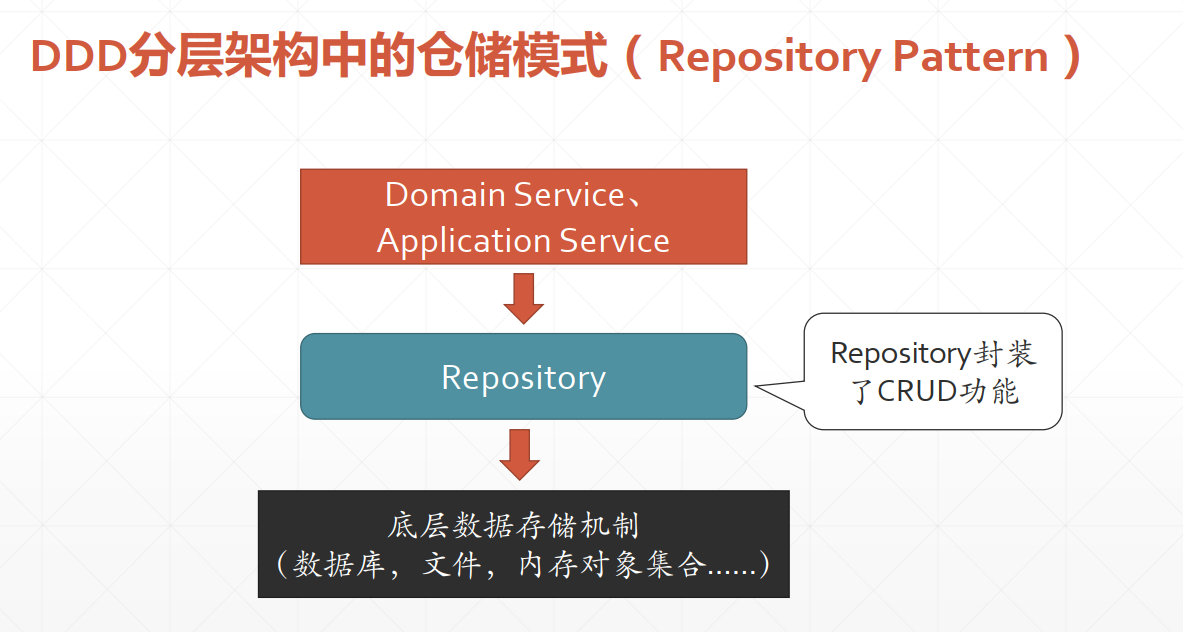 DDD分层架构中的仓储模式（Repository Pattern）
Domain Service、
Application Service
Repository
Repository封装
了CRUD功能
底层数据存储机制
（数据库，文件，内存对象集合……）